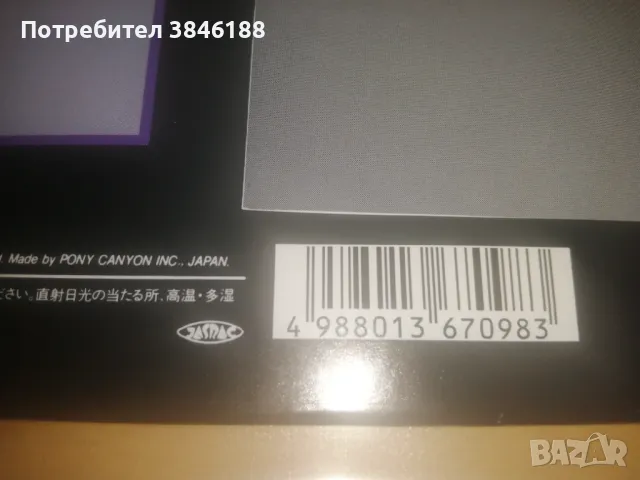 Потребител 3846188
. Made by PONY CANYON INC., JAPAN.
ださい。直射日光の当たる所、高温・多湿
JASRAC
4 988013 670983
BAZAR